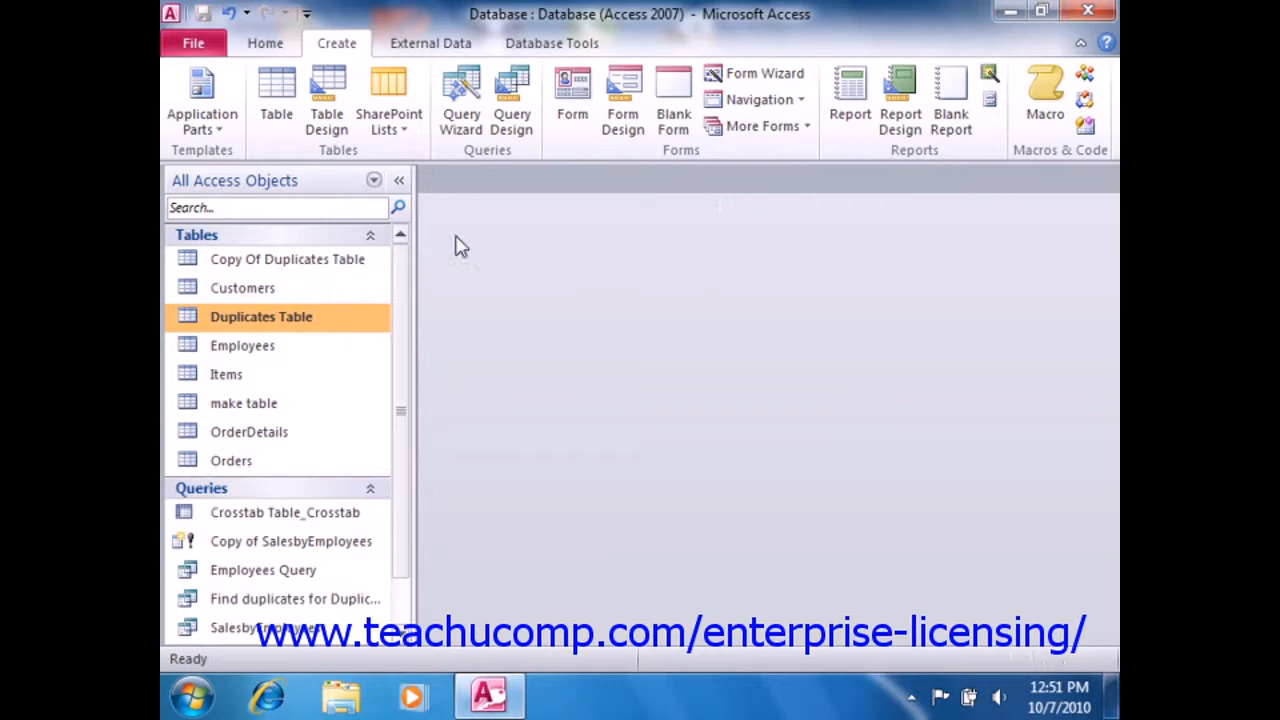 Database : Database (Access 2007) - Microsoft Access
File Home Create External Data Database Tools
Application Parts
Table
Table Design
SharePoint Lists
Query Wizard
Query Design
Form
Form Design
Blank Form
Form Wizard
Navigation
More Forms
Report
Report Design
Blank Report
Macro
Templates Tables Queries Forms Reports Macros & Code
All Access Objects
Search...
Tables
Copy Of Duplicates Table
Customers
Duplicates Table
Employees
Items
make table
OrderDetails
Orders
Queries
Crosstab Table_Crosstab
Copy of SalesbyEmployees
Employees Query
Find duplicates for Duplic...
www.teachucomp.com/enterprise-licensing/
Ready
12:51 PM
10/7/2010